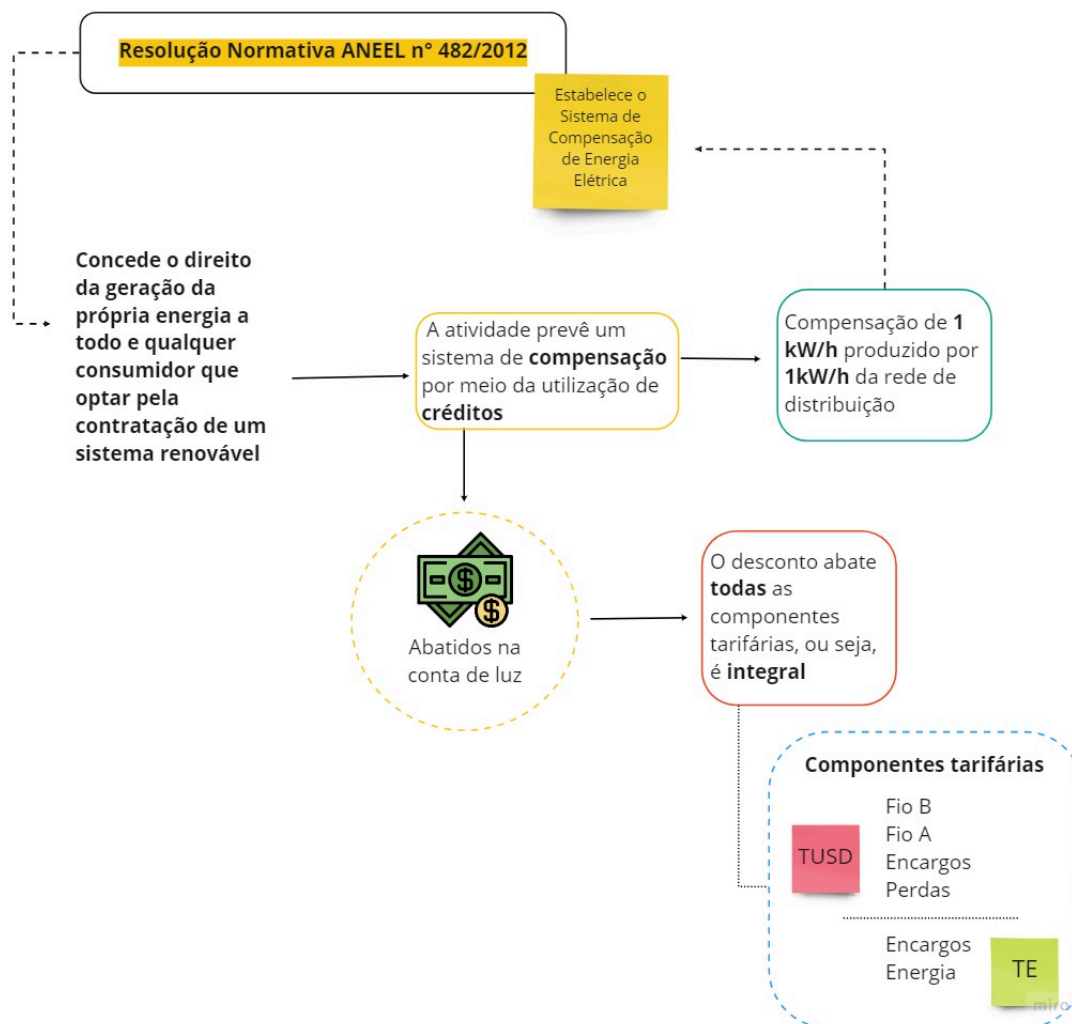 Resolução Normativa ANEEL n° 482/2012
Estabelece o
Sistema de
Compensação
de Energia
Elétrica
Concede o direito
da geração da
própria energia a
todo e qualquer
consumidor que
optar pela
contratação de um
sistema renovável
A atividade prevê um
sistema de compensação
por meio da utilização de
créditos
Compensação de 1
kW/h produzido por
1kW/h da rede de
distribuição
Abatidos na
conta de luz
O desconto abate
todas as
componentes
tarifárias, ou seja,
é integral
Componentes tarifárias
TUSD
Fio B
Fio A
Encargos
Perdas
Encargos
Energia
TE
miro